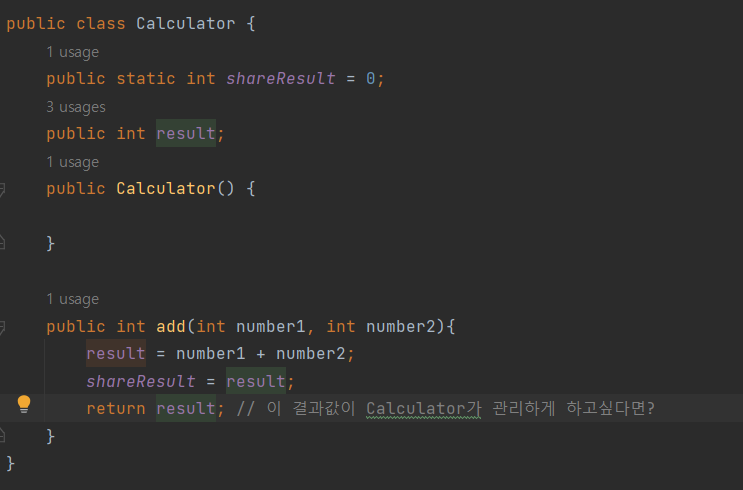 public class Calculator {
1 usage
public static int shareResult = 0;
3 usages
public int result;
1 usage
public Calculator() {
}
1 usage
public int add(int number1, int number2){
result = number1 + number2;
shareResult = result;
return result; // 이 결과값이 Calculator가 관리하게 하고싶다면?
}
}